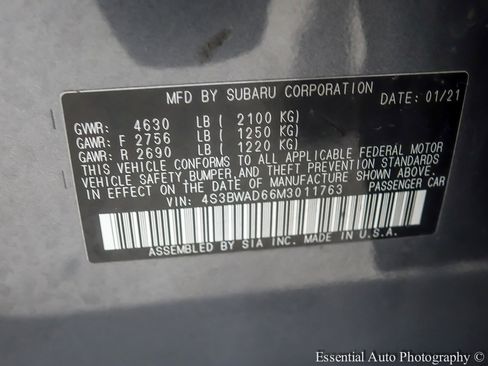 MFD BY SUBARU CORPORATION
DATE: 01/21
GVWR: 4630 LB ( 2100 KG)
GAWR: F 2756 LB ( 1250 KG)
GAWR: R 2690 LB ( 1220 KG)
THIS VEHICLE CONFORMS TO ALL APPLICABLE FEDERAL MOTOR
VEHICLE SAFETY, BUMPER, AND THEFT PREVENTION STANDARDS
IN EFFECT ON THE DATE OF MANUFACTURE SHOWN ABOVE.
VIN: 4S3BWAD66M3011763 PASSENGER CAR
ASSEMBLED BY SIA INC. MADE IN U.S.A.
Essential Auto Photography ©